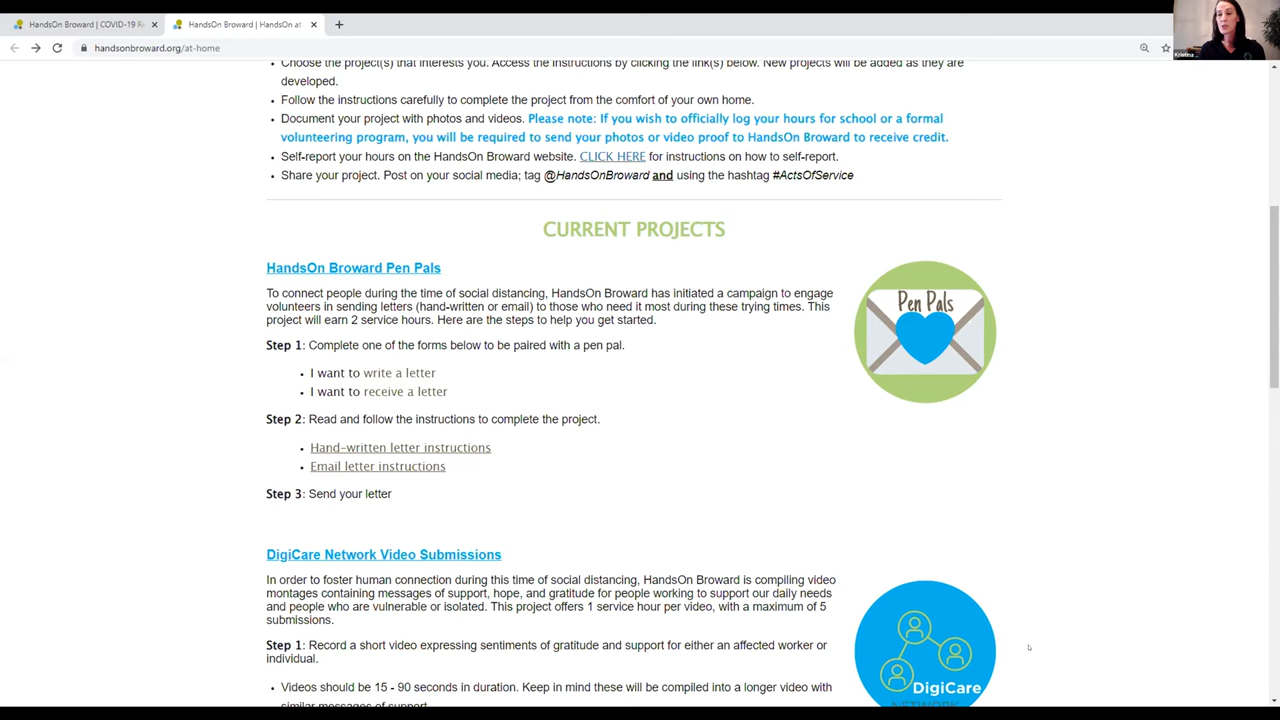 HandsOn Broward | COVID-19 Re
HandsOn Broward | HandsOn at
handsonbroward.org/at-home
Kristina
• Choose the project(s) that interests you. Access the instructions by clicking the link(s) below. New projects will be added as they are
developed.
• Follow the instructions carefully to complete the project from the comfort of your own home.
• Document your project with photos and videos. Please note: If you wish to officially log your hours for school or a formal
volunteering program, you will be required to send your photos or video proof to HandsOn Broward to receive credit.
• Self-report your hours on the HandsOn Broward website. CLICK HERE for instructions on how to self-report.
• Share your project. Post on your social media; tag @HandsOnBroward and using the hashtag #ActsOfService
CURRENT PROJECTS
HandsOn Broward Pen Pals
To connect people during the time of social distancing, HandsOn Broward has initiated a campaign to engage
volunteers in sending letters (hand-written or email) to those who need it most during these trying times. This
project will earn 2 service hours. Here are the steps to help you get started.
Step 1: Complete one of the forms below to be paired with a pen pal.
• I want to write a letter
• I want to receive a letter
Step 2: Read and follow the instructions to complete the project.
• Hand-written letter instructions
• Email letter instructions
Step 3: Send your letter
Pen Pals
DigiCare Network Video Submissions
In order to foster human connection during this time of social distancing, HandsOn Broward is compiling video
montages containing messages of support, hope, and gratitude for people working to support our daily needs
and people who are vulnerable or isolated. This project offers 1 service hour per video, with a maximum of 5
submissions.
Step 1: Record a short video expressing sentiments of gratitude and support for either an affected worker or
individual.
• Videos should be 15 - 90 seconds in duration. Keep in mind these will be compiled into a longer video with
similar messages of support.
DigiCare
NETWORK